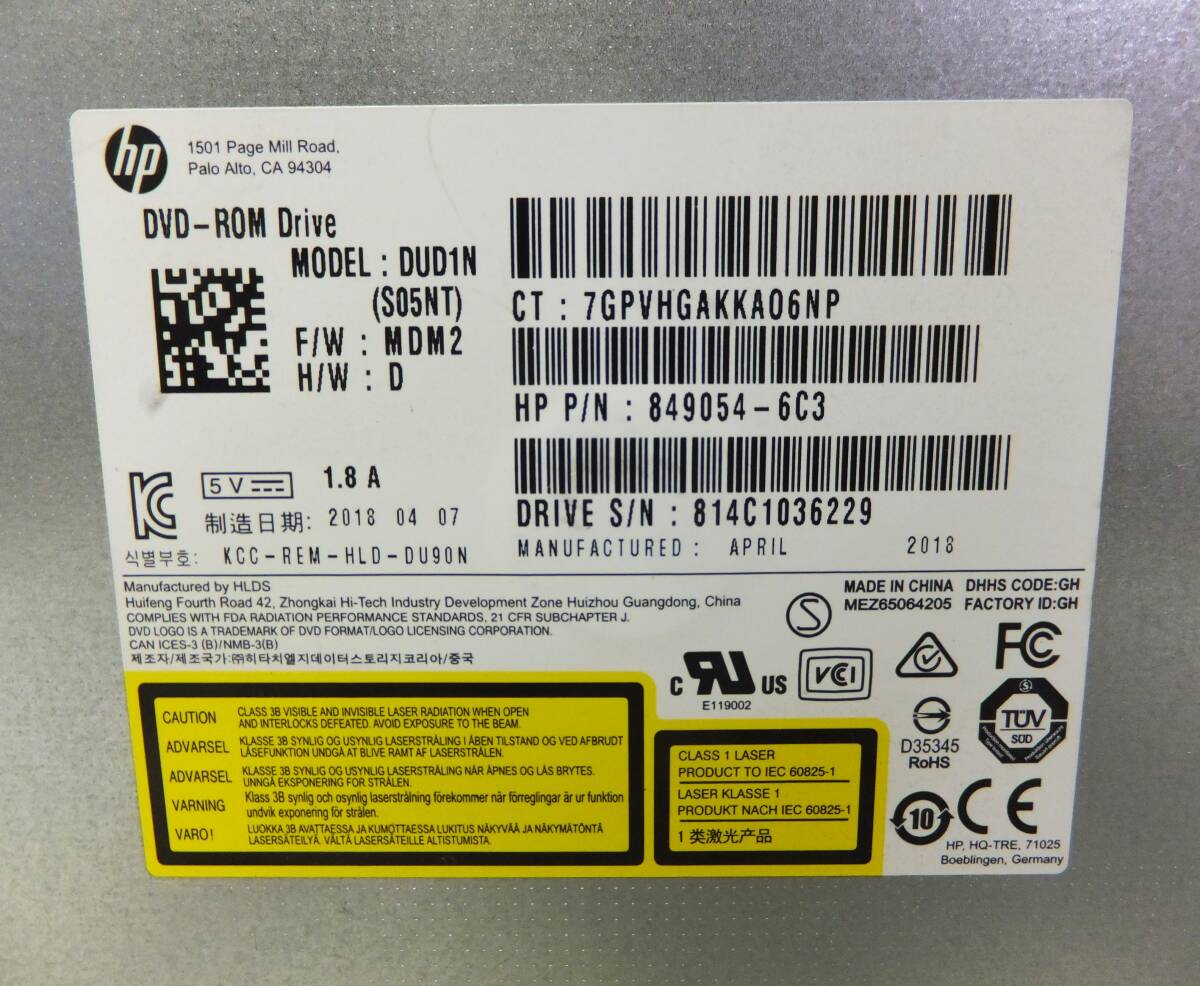 hp
1501 Page Mill Road,
Palo Alto, CA 94304
DVD-ROM Drive
MODEL : DUD1N
(S05NT)
F/W : MDM2
H/W : D
CT : 7GPVHGAKKAO6NP
HP P/N : 849054-6C3
DRIVE S/N : 814C1036229
MANUFACTURED : APRIL 2018
5 V
1.8 A
制造日期: 2018 04 07
식별부호: KCC-REM-HLD-DU90N
Manufactured by HLDS
Huifeng Fourth Road 42, Zhongkai Hi-Tech Industry Development Zone Huizhou Guangdong, China
COMPLIES WITH FDA RADIATION PERFORMANCE STANDARDS, 21 CFR SUBCHAPTER J.
DVD LOGO IS A TRADEMARK OF DVD FORMAT/LOGO LICENSING CORPORATION.
CAN ICES-3 (B)/NMB-3(B)
제조자/제조국가:㈜히타치엘지데이터스토리지코리아/중국
MADE IN CHINA DHHS CODE:GH
MEZ65064205 FACTORY ID:GH
S
FC
C RU US
E119002
VCI
D35345
RoHS
TÜV
SUD
10
CE
HP, HQ-TRE, 71025
Boeblingen, Germany
CAUTION CLASS 3B VISIBLE AND INVISIBLE LASER RADIATION WHEN OPEN
AND INTERLOCKS DEFEATED. AVOID EXPOSURE TO THE BEAM.
ADVARSEL KLASSE 3B SYNLIG OG USYNLIG LASERSTRÅLING I ÅBEN TILSTAND OG VED AFBRUDT
LÅSEFUNKTION UNDGÅ AT BLIVE RAMT AF LASERSTRÅLEN.
ADVARSEL KLASSE 3B SYNLIG OG USYNLIG LASERSTRÅLING NÅR ÅPNES OG LÅS BRYTES.
UNNGÅ EKSPONERING FOR STRÅLEN.
VARNING Klass 3B synlig och osynlig laserstrålning förekommer när förreglingar är ur funktion
undvik exponering för strålen.
VARO! LUOKKA 3B AVATTAESSA JA KUMOTTAESSA LUKITUS NÄKYVÄÄ JA NÄKYMÄTÖNTÄ
LASERSÄTEILYÄ. VÄLTÄ LASERSÄTEILLE ALTISTUMISTA.
CLASS 1 LASER
PRODUCT TO IEC 60825-1
LASER KLASSE 1
PRODUKT NACH IEC 60825-1
1 类激光产品